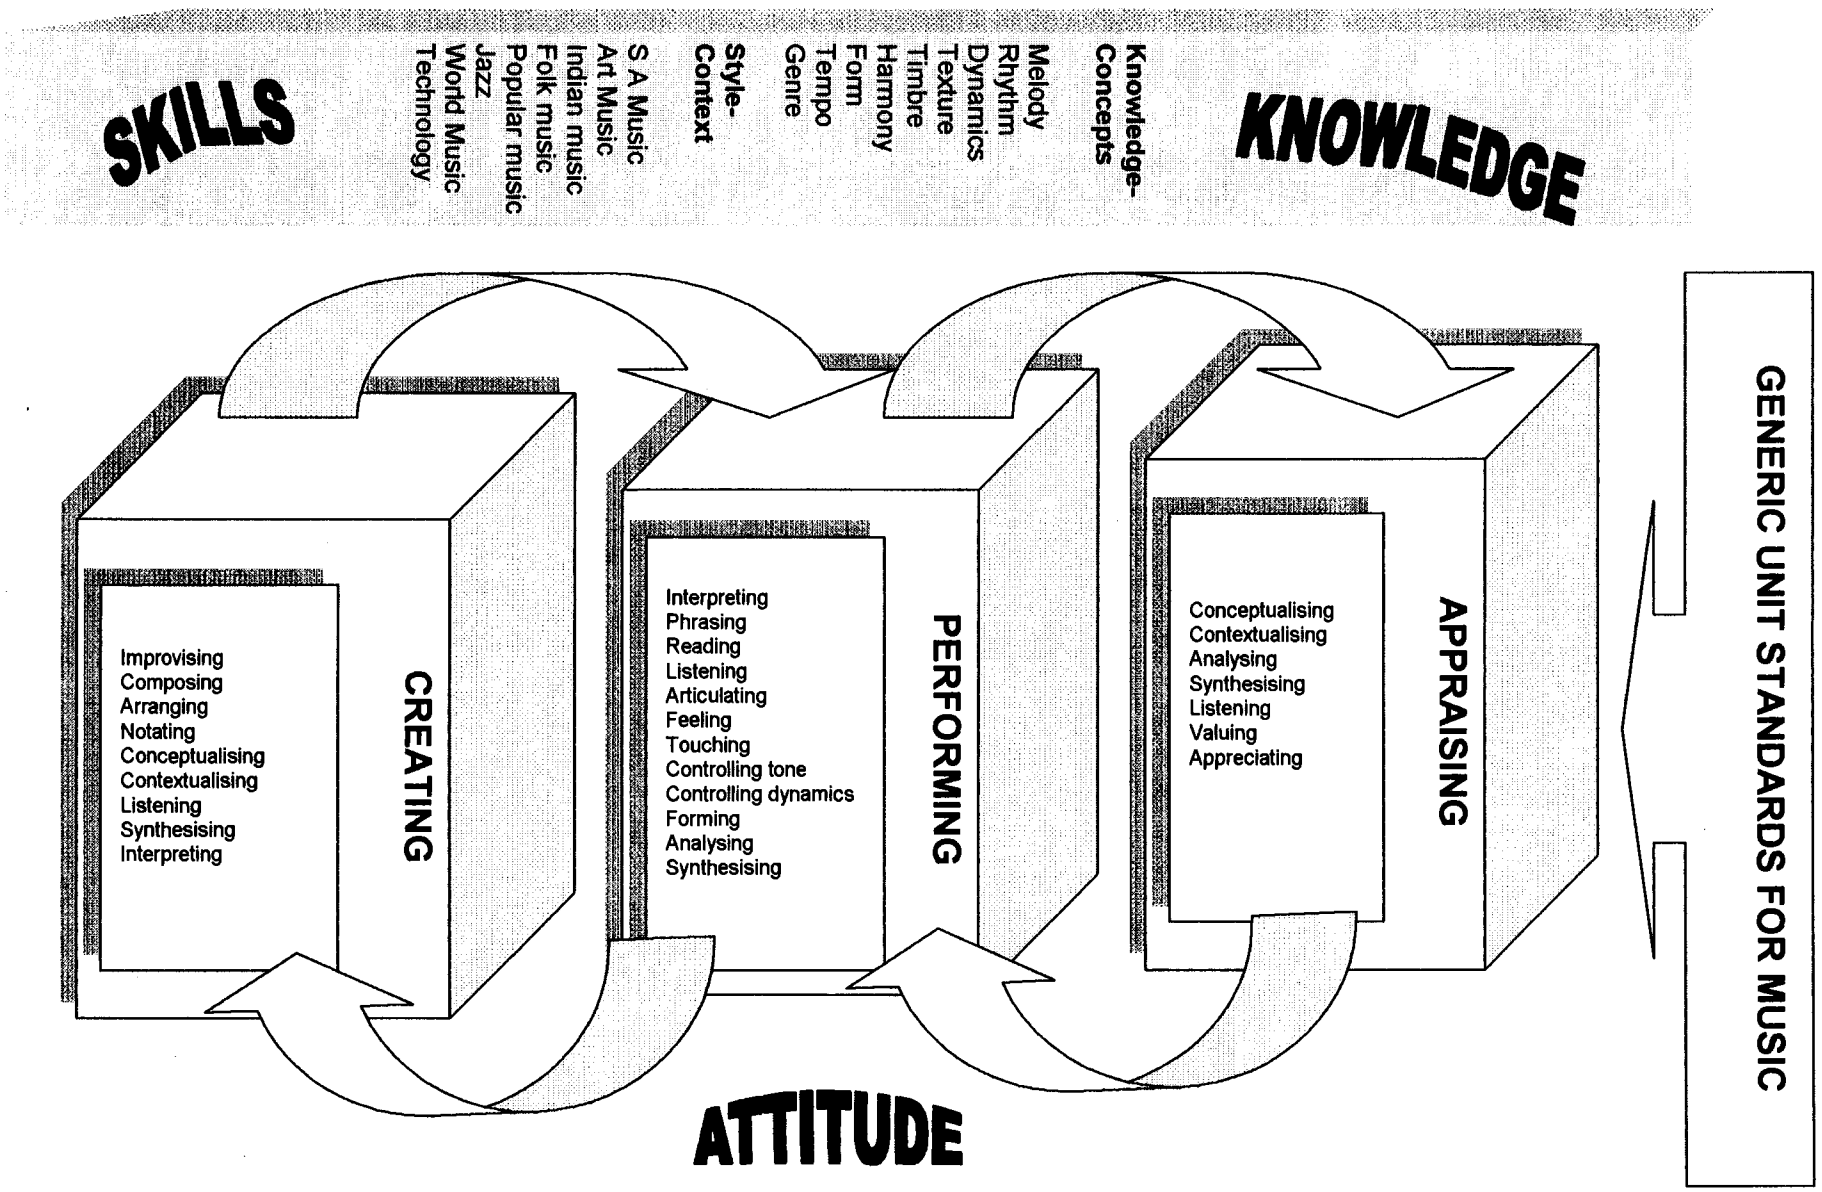 SKILLS
Technology
World Music
Jazz
Popular music
Folk music
Indian music
Art Music
S A Music
Style-
Context
Genre
Tempo
Form
Harmony
Timbre
Texture
Dynamics
Rhythm
Melody
Knowledge-
Concepts
KNOWLEDGE
CREATING
Improvising
Composing
Arranging
Notating
Conceptualising
Contextualising
Listening
Synthesising
Interpreting
PERFORMING
Interpreting
Phrasing
Reading
Listening
Articulating
Feeling
Touching
Controlling tone
Controlling dynamics
Forming
Analysing
Synthesising
APPRAISING
Conceptualising
Contextualising
Analysing
Synthesising
Listening
Valuing
Appreciating
GENERIC UNIT STANDARDS FOR MUSIC
ATTITUDE